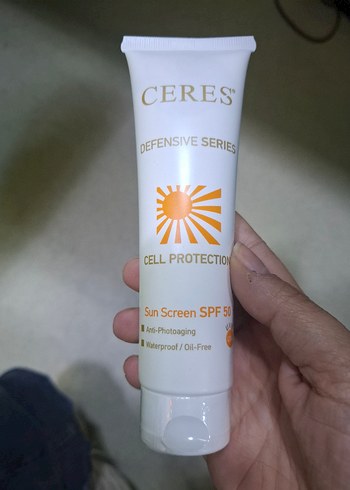 CERES®
DEFENSIVE SERIES
CELL PROTECTION
Sun Screen SPF 50
Anti-Photoaging
Waterproof / Oil-Free